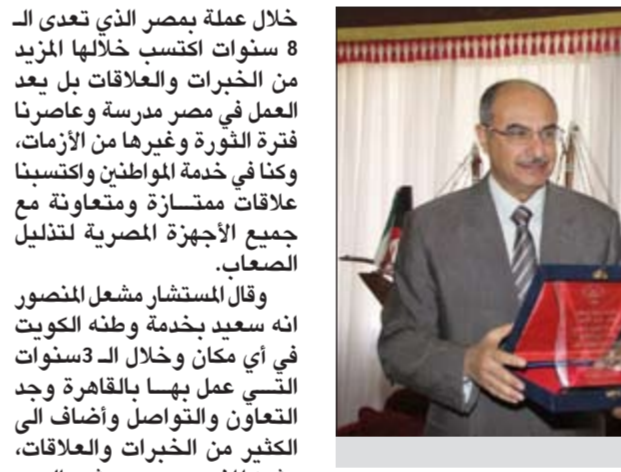 خلال عملة بمصر الذي تعدى الـ
8 سنوات اكتسب خلالها المزيد
من الخبرات والعلاقات بل يعد
العمل في مصر مدرسة وعاصرنا
فترة الثورة وغيرها من الأزمات،
وكنا في خدمة المواطنين واكتسبنا
علاقات ممتـــازة ومتعاونة مع
جميع الأجهزة المصرية لتذليل
الصعاب.
وقال المستشار مشعل المنصور
انه سعيد بخدمة وطنه الكويت
في أي مكان وخلال الـ 3سنوات
التـــي عمل بهـــا بالقاهرة وجد
التعاون والتواصل وأضاف الى
الكثير من الخبرات والعلاقات،